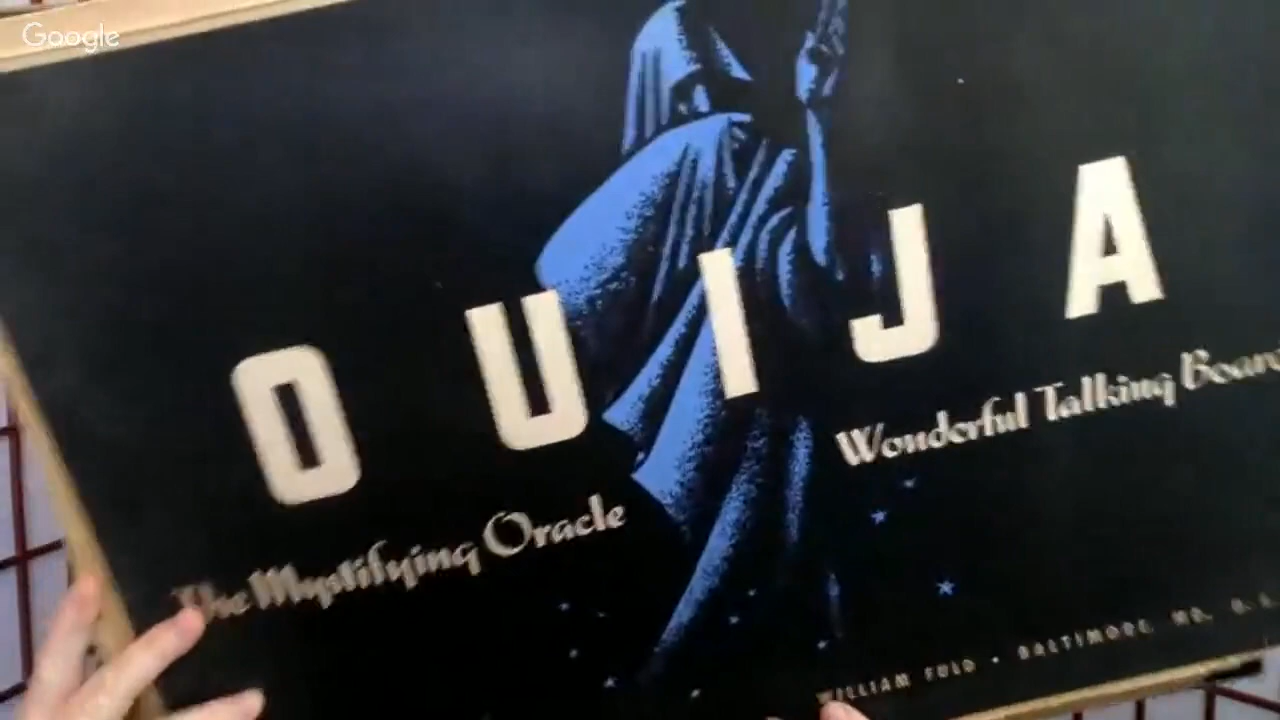 Google
OUIJA
The Mystifying Oracle
Wonderful Talking Board
WILLIAM FULD • BALTIMORE, MD. U.S.